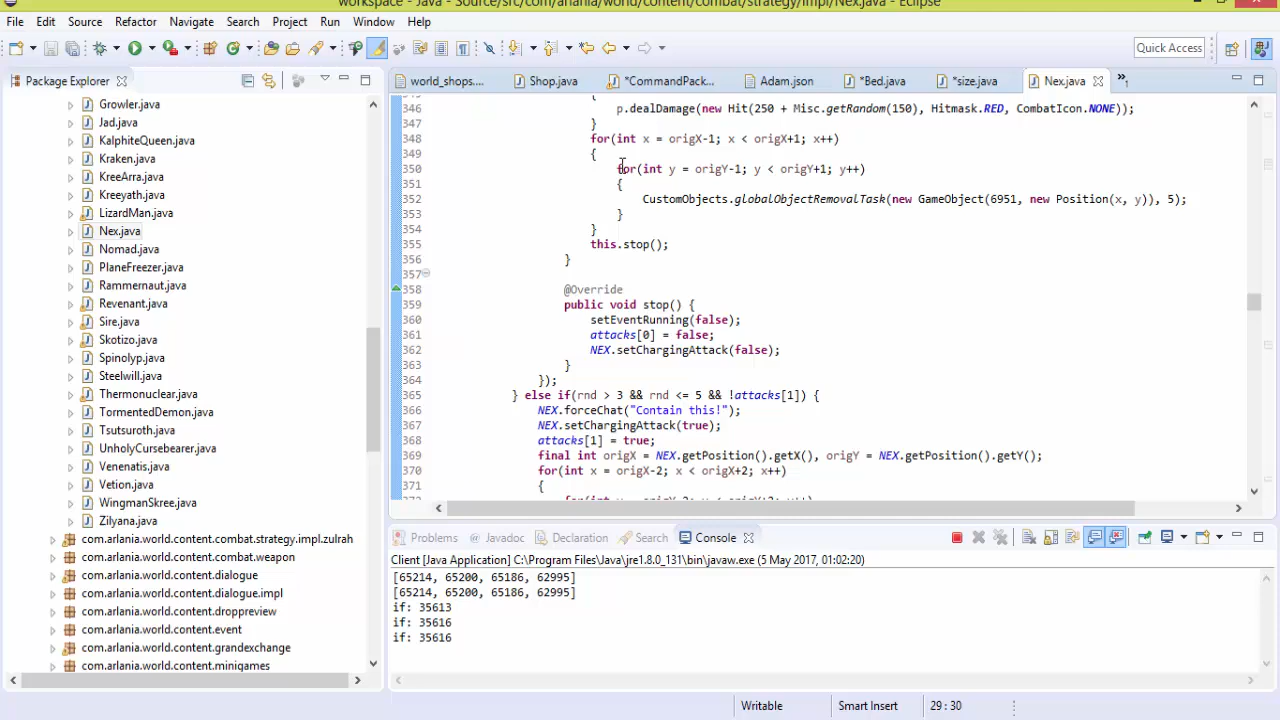 workspace - Java - Source/src/com/arlania/world/content/combat/strategy/impl/Nex.java - Eclipse
File Edit Source Refactor Navigate Search Project Run Window Help
Quick Access
Package Explorer
world_shops.... Shop.java *CommandPack... Adam.json *Bed.java *size.java Nex.java
Growler.java
Jad.java
KalphiteQueen.java
Kraken.java
KreeArra.java
Kreeyath.java
LizardMan.java
Nex.java
Nomad.java
PlaneFreezer.java
Rammernaut.java
Revenant.java
Sire.java
Skotizo.java
Spinolyp.java
Steelwill.java
Thermonuclear.java
TormentedDemon.java
Tsutsuroth.java
UnholyCursebearer.java
Venenatis.java
Vetion.java
WingmanSkree.java
Zilyana.java
com.arlania.world.content.combat.strategy.impl.zulrah
com.arlania.world.content.combat.weapon
com.arlania.world.content.dialogue
com.arlania.world.content.dialogue.impl
com.arlania.world.content.droppreview
com.arlania.world.content.event
com.arlania.world.content.grandexchange
com.arlania.world.content.minigames
345 {
346 p.dealDamage(new Hit(250 + Misc.getRandom(150), Hitmask.RED, CombatIcon.NONE));
347 }
348 for(int x = origX-1; x < origX+1; x++)
349 {
350 for(int y = origY-1; y < origY+1; y++)
351 {
352 CustomObjects.globalObjectRemovalTask(new GameObject(6951, new Position(x, y)), 5);
353 }
354 }
355 this.stop();
356 }
357
358 @Override
359 public void stop() {
360 setEventRunning(false);
361 attacks[0] = false;
362 NEX.setChargingAttack(false);
363 }
364 });
365 } else if(rnd > 3 && rnd <= 5 && !attacks[1]) {
366 NEX.forceChat("Contain this!");
367 NEX.setChargingAttack(true);
368 attacks[1] = true;
369 final int origX = NEX.getPosition().getX(), origY = NEX.getPosition().getY();
370 for(int x = origX-2; x < origX+2; x++)
371 {
Problems Javadoc Declaration Search Console
Client [Java Application] C:\Program Files\Java\jre1.8.0_131\bin\javaw.exe (5 May 2017, 01:02:20)
[65214, 65200, 65186, 62995]
[65214, 65200, 65186, 62995]
if: 35613
if: 35616
if: 35616
Writable Smart Insert 29 : 30